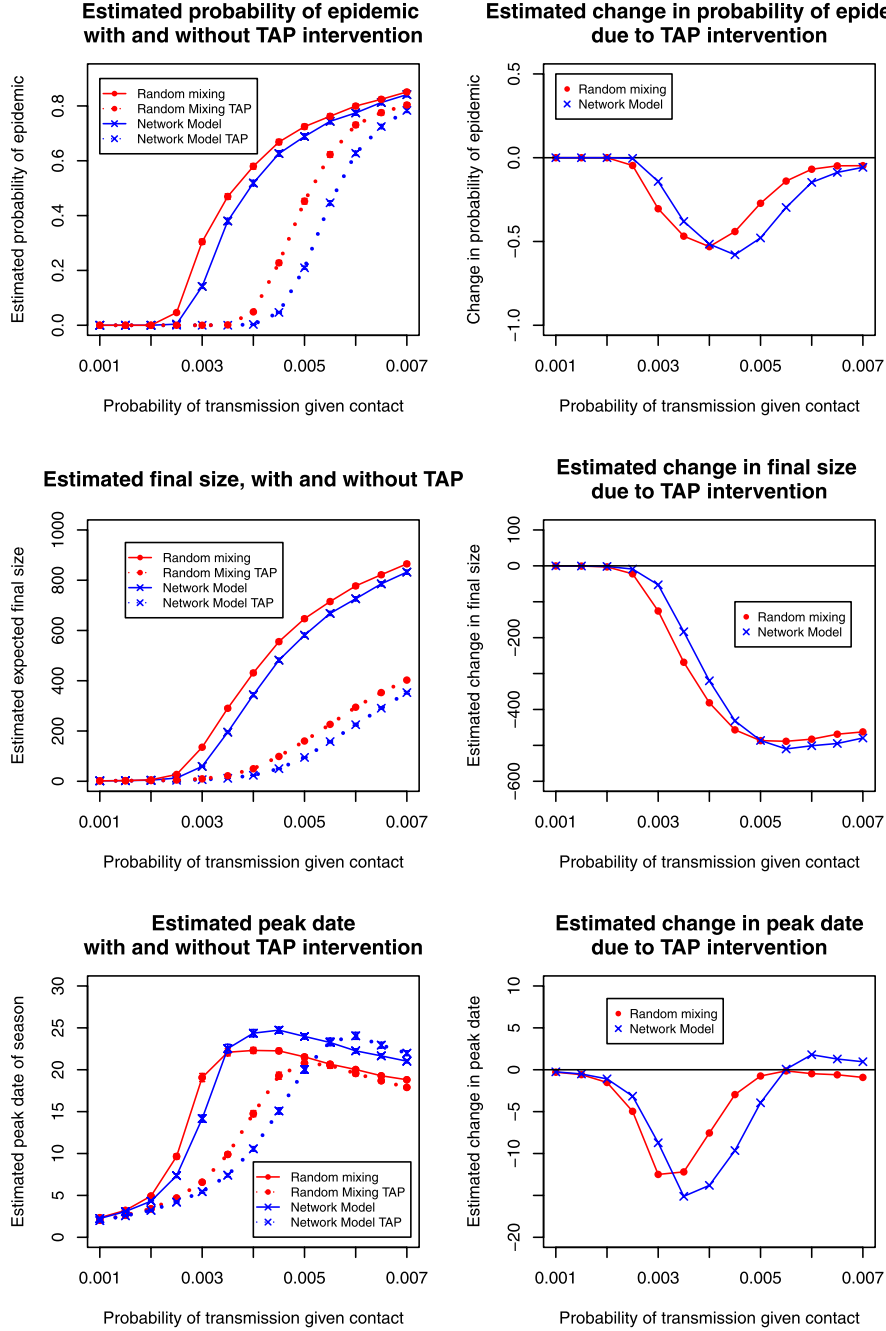 Estimated probability of epidemic
with and without TAP intervention
Estimated probability of epidemic
0.0
0.2
0.4
0.6
0.8
Random mixing
Random Mixing TAP
Network Model
Network Model TAP
0.001
0.003
0.005
0.007
Probability of transmission given contact
Estimated change in probability of epide
due to TAP intervention
Change in probability of epidemic
−1.0
−0.5
0.0
0.5
Random mixing
Network Model
0.001
0.003
0.005
0.007
Probability of transmission given contact
Estimated final size, with and without TAP
Estimated expected final size
0
200
400
600
800
1000
Random mixing
Random Mixing TAP
Network Model
Network Model TAP
0.001
0.003
0.005
0.007
Probability of transmission given contact
Estimated change in final size
due to TAP intervention
Estimated change in final size
−600
−400
−200
0
100
Random mixing
Network Model
0.001
0.003
0.005
0.007
Probability of transmission given contact
Estimated peak date
with and without TAP intervention
Estimated peak date of season
0
5
10
15
20
25
30
Random mixing
Random Mixing TAP
Network Model
Network Model TAP
0.001
0.003
0.005
0.007
Probability of transmission given contact
Estimated change in peak date
due to TAP intervention
Estimated change in peak date
−20
−10
−5
0
5
10
Random mixing
Network Model
0.001
0.003
0.005
0.007
Probability of transmission given contact